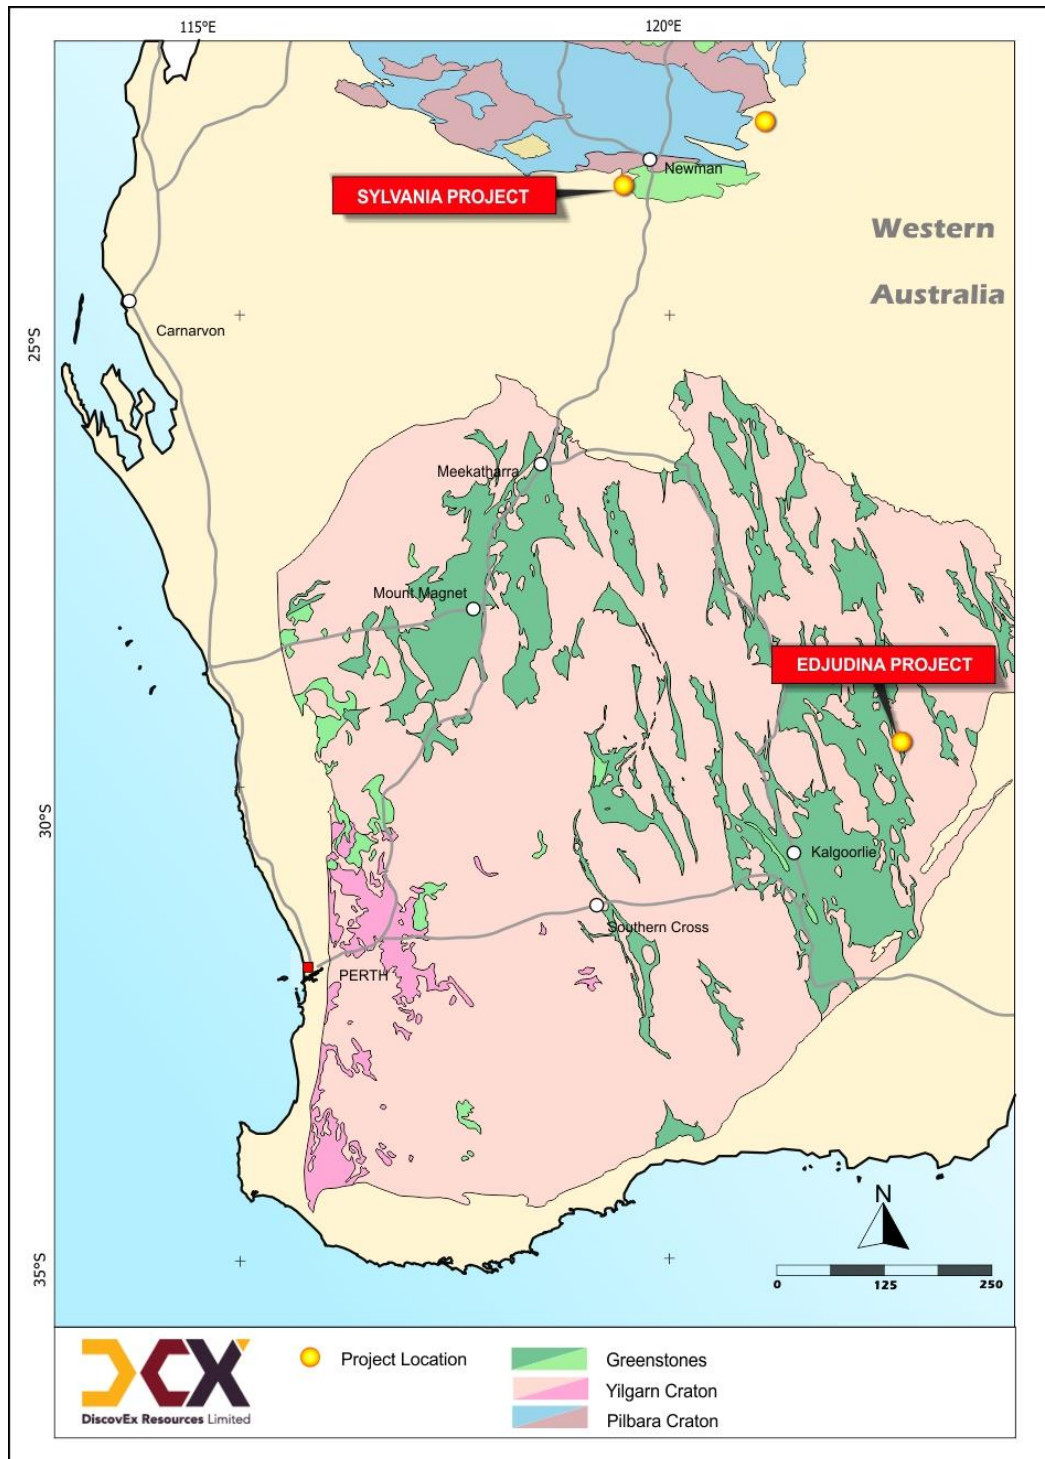 115°E
120°E
Newman
SYLVANIA PROJECT
Western
Australia
Carnarvon
25°S
Meekatharra
Mount Magnet
EDJUDINA PROJECT
30°S
Kalgoorlie
Southern Cross
PERTH
N
35°S
0
125
250
DCX
DiscovEx Resources Limited
Project Location
Greenstones
Yilgarn Craton
Pilbara Craton